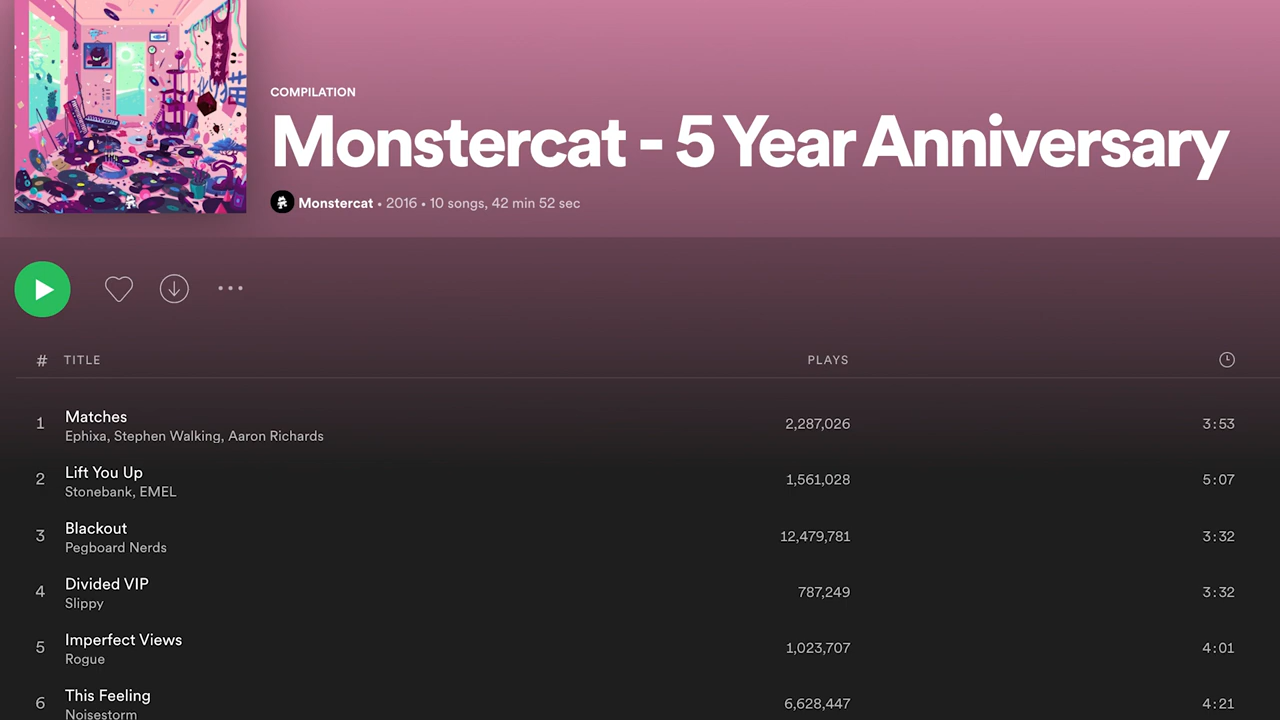 COMPILATION
Monstercat - 5 Year Anniversary
Monstercat • 2016 • 10 songs, 42 min 52 sec
# TITLE PLAYS
1 Matches 2,287,026 3:53
Ephixa, Stephen Walking, Aaron Richards
2 Lift You Up 1,561,028 5:07
Stonebank, EMEL
3 Blackout 12,479,781 3:32
Pegboard Nerds
4 Divided VIP 787,249 3:32
Slippy
5 Imperfect Views 1,023,707 4:01
Rogue
6 This Feeling 6,628,447 4:21
Noisestorm